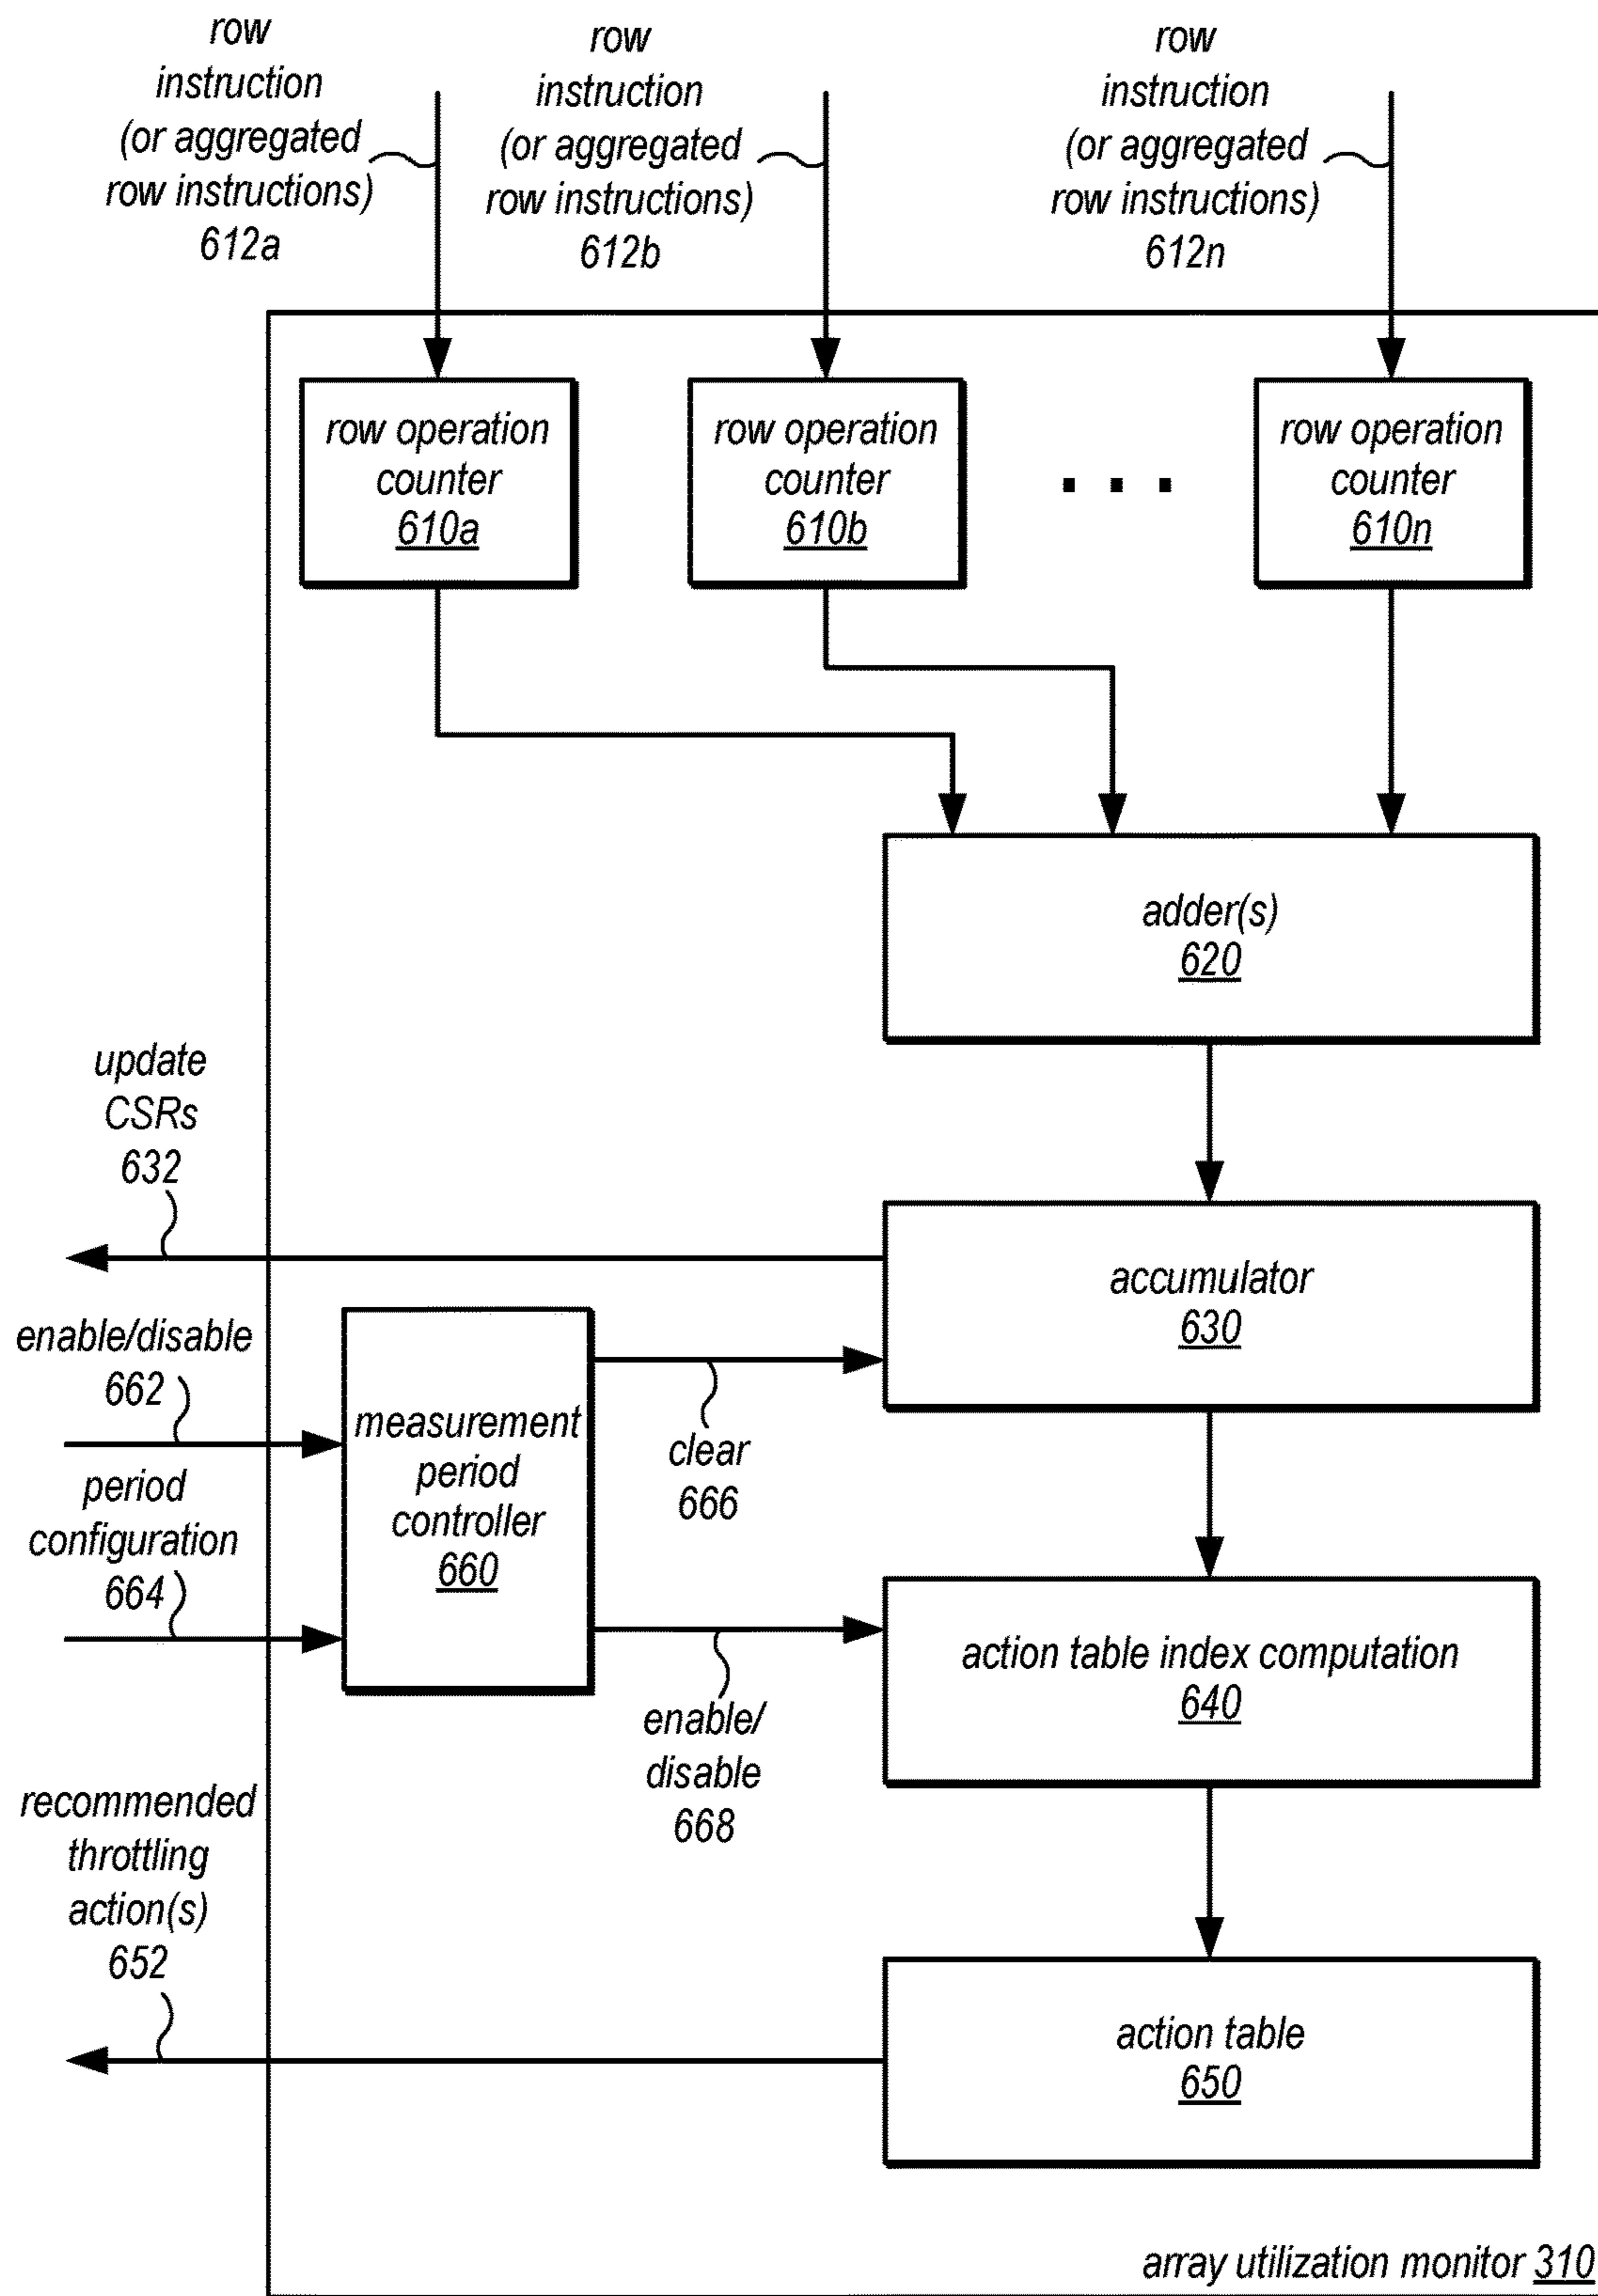 row
instruction
(or aggregated
row instructions)
612a
row
instruction
(or aggregated
row instructions)
612b
row
instruction
(or aggregated
row instructions)
612n
row operation
counter
610a
row operation
counter
610b
row operation
counter
610n
adder(s)
620
update
CSRs
632
accumulator
630
enable/disable
662
measurement
period
controller
660
clear
666
period
configuration
664
action table index computation
640
enable/
disable
668
recommended
throttling
action(s)
652
action table
650
array utilization monitor 310